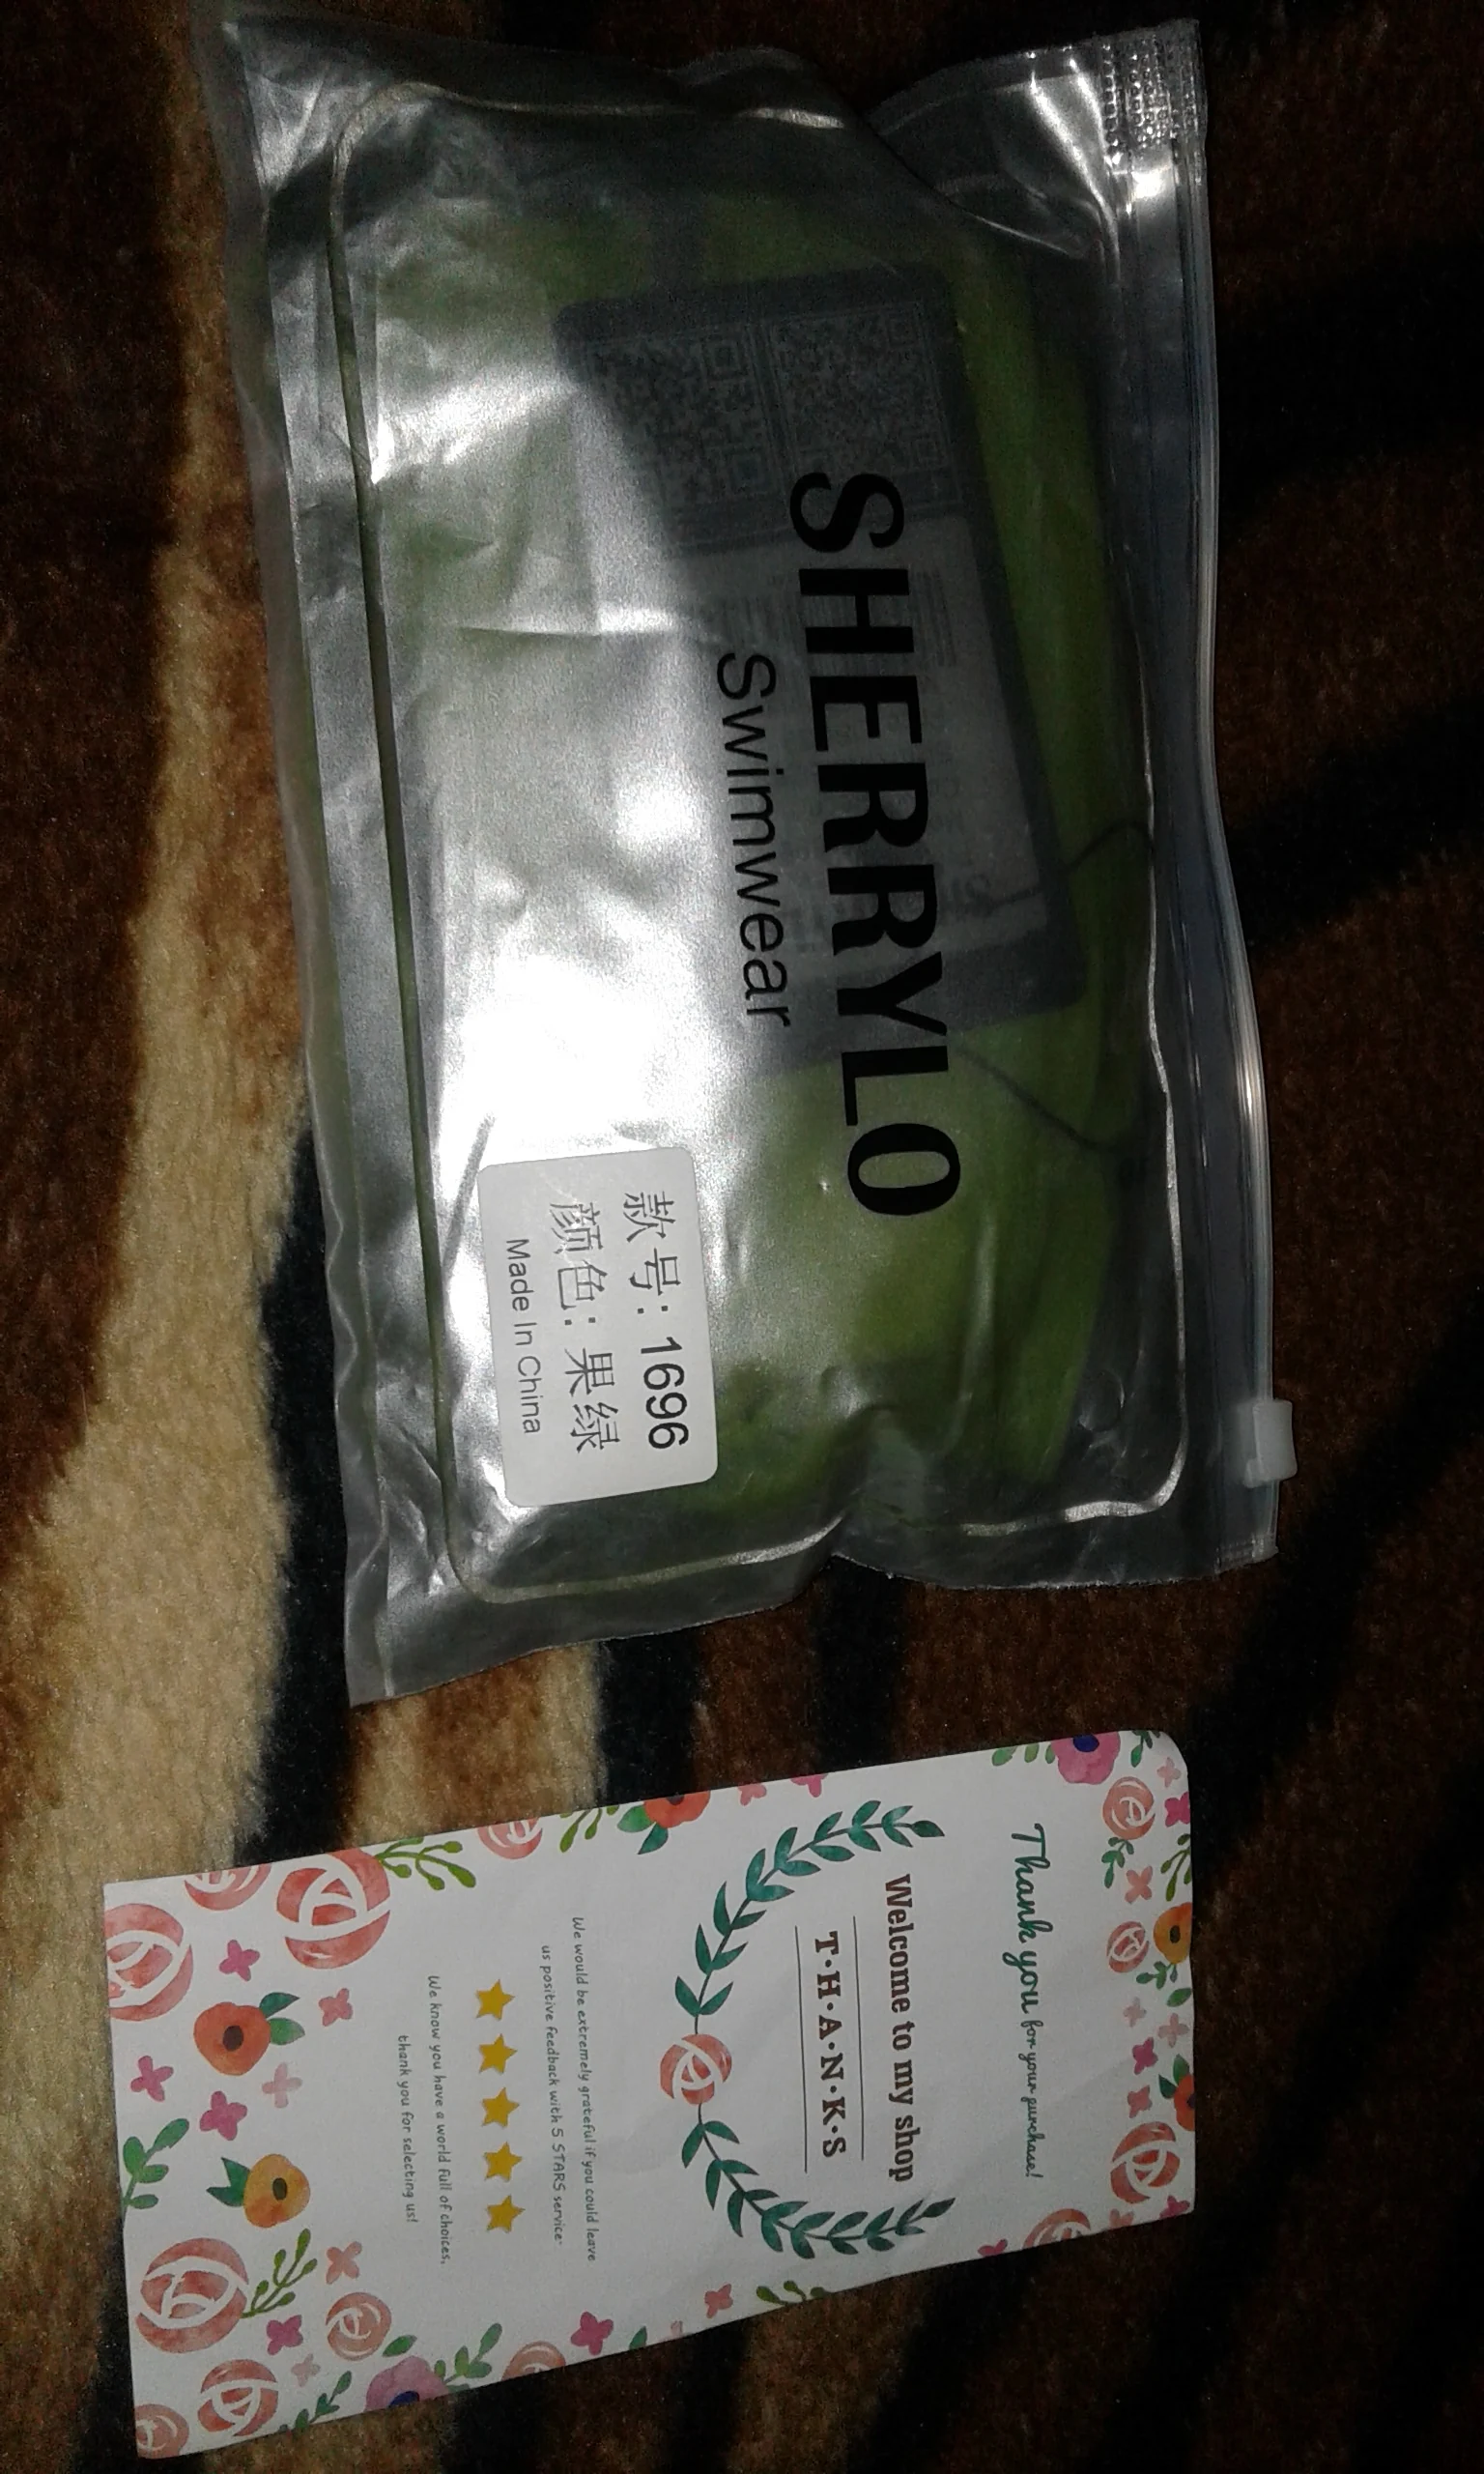 SHERRYLO
Swimwear
款号: 1696
颜色: 果绿
Made In China
Thank you for your purchase!
Welcome to my shop
T·H·A·N·K·S
We would be extremely grateful if you could leave
us positive feedback with 5 STARS service·
We know you have a world full of choices,
thank you for selecting us!